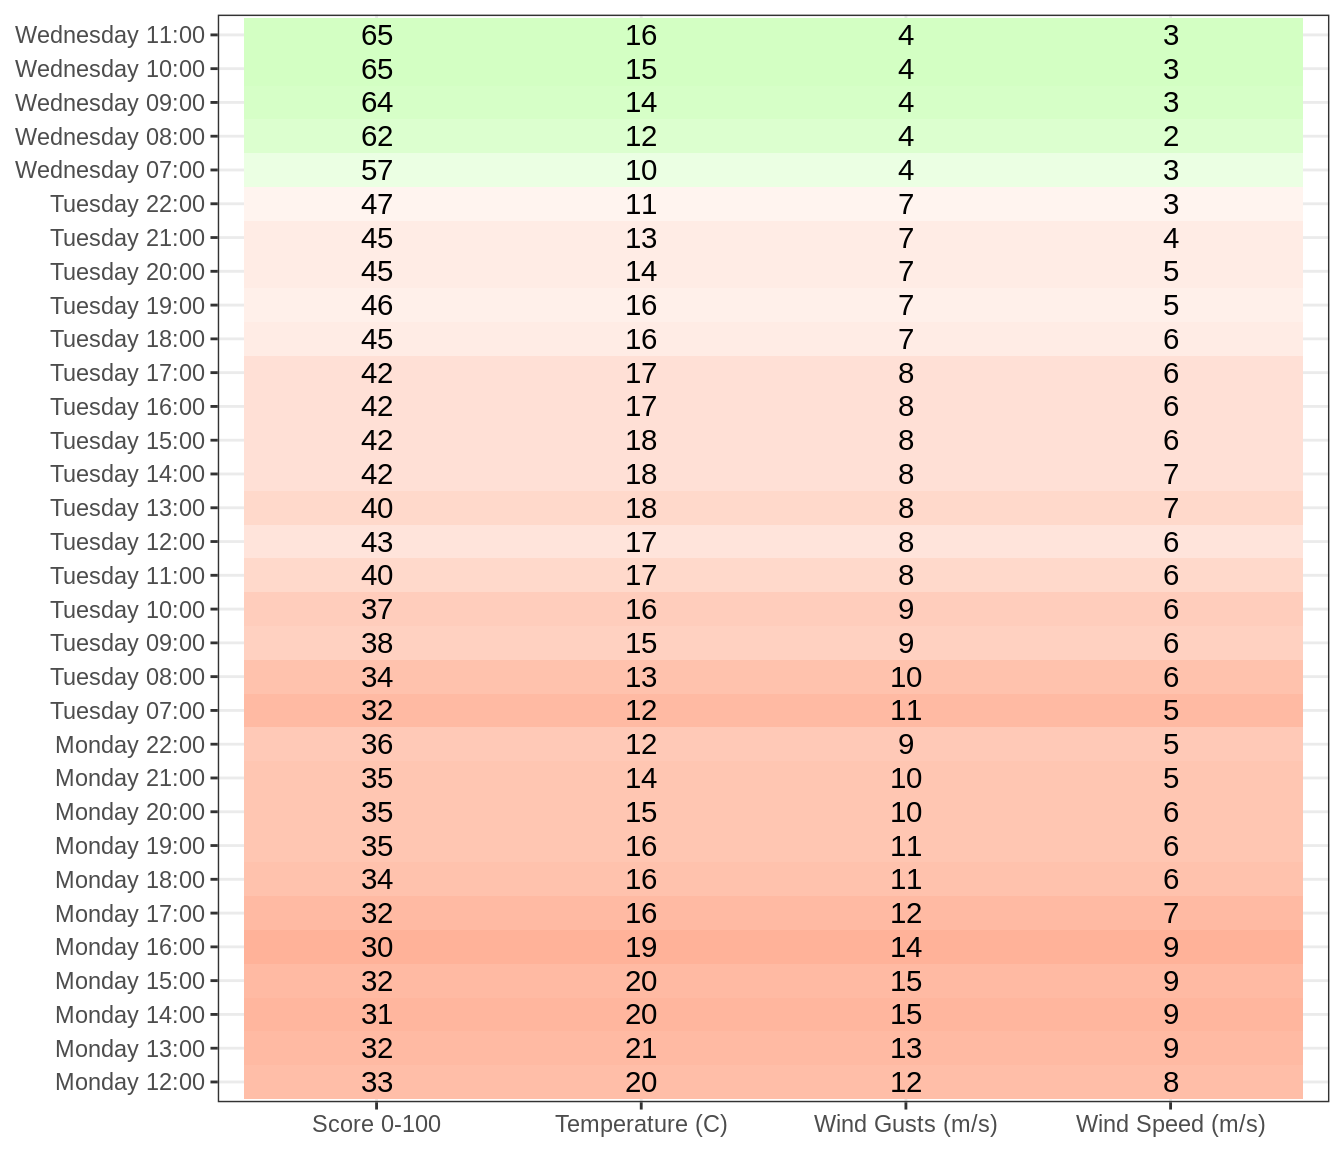 Wednesday 11:00 65 16 4 3
Wednesday 10:00 65 15 4 3
Wednesday 09:00 64 14 4 3
Wednesday 08:00 62 12 4 2
Wednesday 07:00 57 10 4 3
Tuesday 22:00 47 11 7 3
Tuesday 21:00 45 13 7 4
Tuesday 20:00 45 14 7 5
Tuesday 19:00 46 16 7 5
Tuesday 18:00 45 16 7 6
Tuesday 17:00 42 17 8 6
Tuesday 16:00 42 17 8 6
Tuesday 15:00 42 18 8 6
Tuesday 14:00 42 18 8 7
Tuesday 13:00 40 18 8 7
Tuesday 12:00 43 17 8 6
Tuesday 11:00 40 17 8 6
Tuesday 10:00 37 16 9 6
Tuesday 09:00 38 15 9 6
Tuesday 08:00 34 13 10 6
Tuesday 07:00 32 12 11 5
Monday 22:00 36 12 9 5
Monday 21:00 35 14 10 5
Monday 20:00 35 15 10 6
Monday 19:00 35 16 11 6
Monday 18:00 34 16 11 6
Monday 17:00 32 16 12 7
Monday 16:00 30 19 14 9
Monday 15:00 32 20 15 9
Monday 14:00 31 20 15 9
Monday 13:00 32 21 13 9
Monday 12:00 33 20 12 8
Score 0-100 Temperature (C) Wind Gusts (m/s) Wind Speed (m/s)